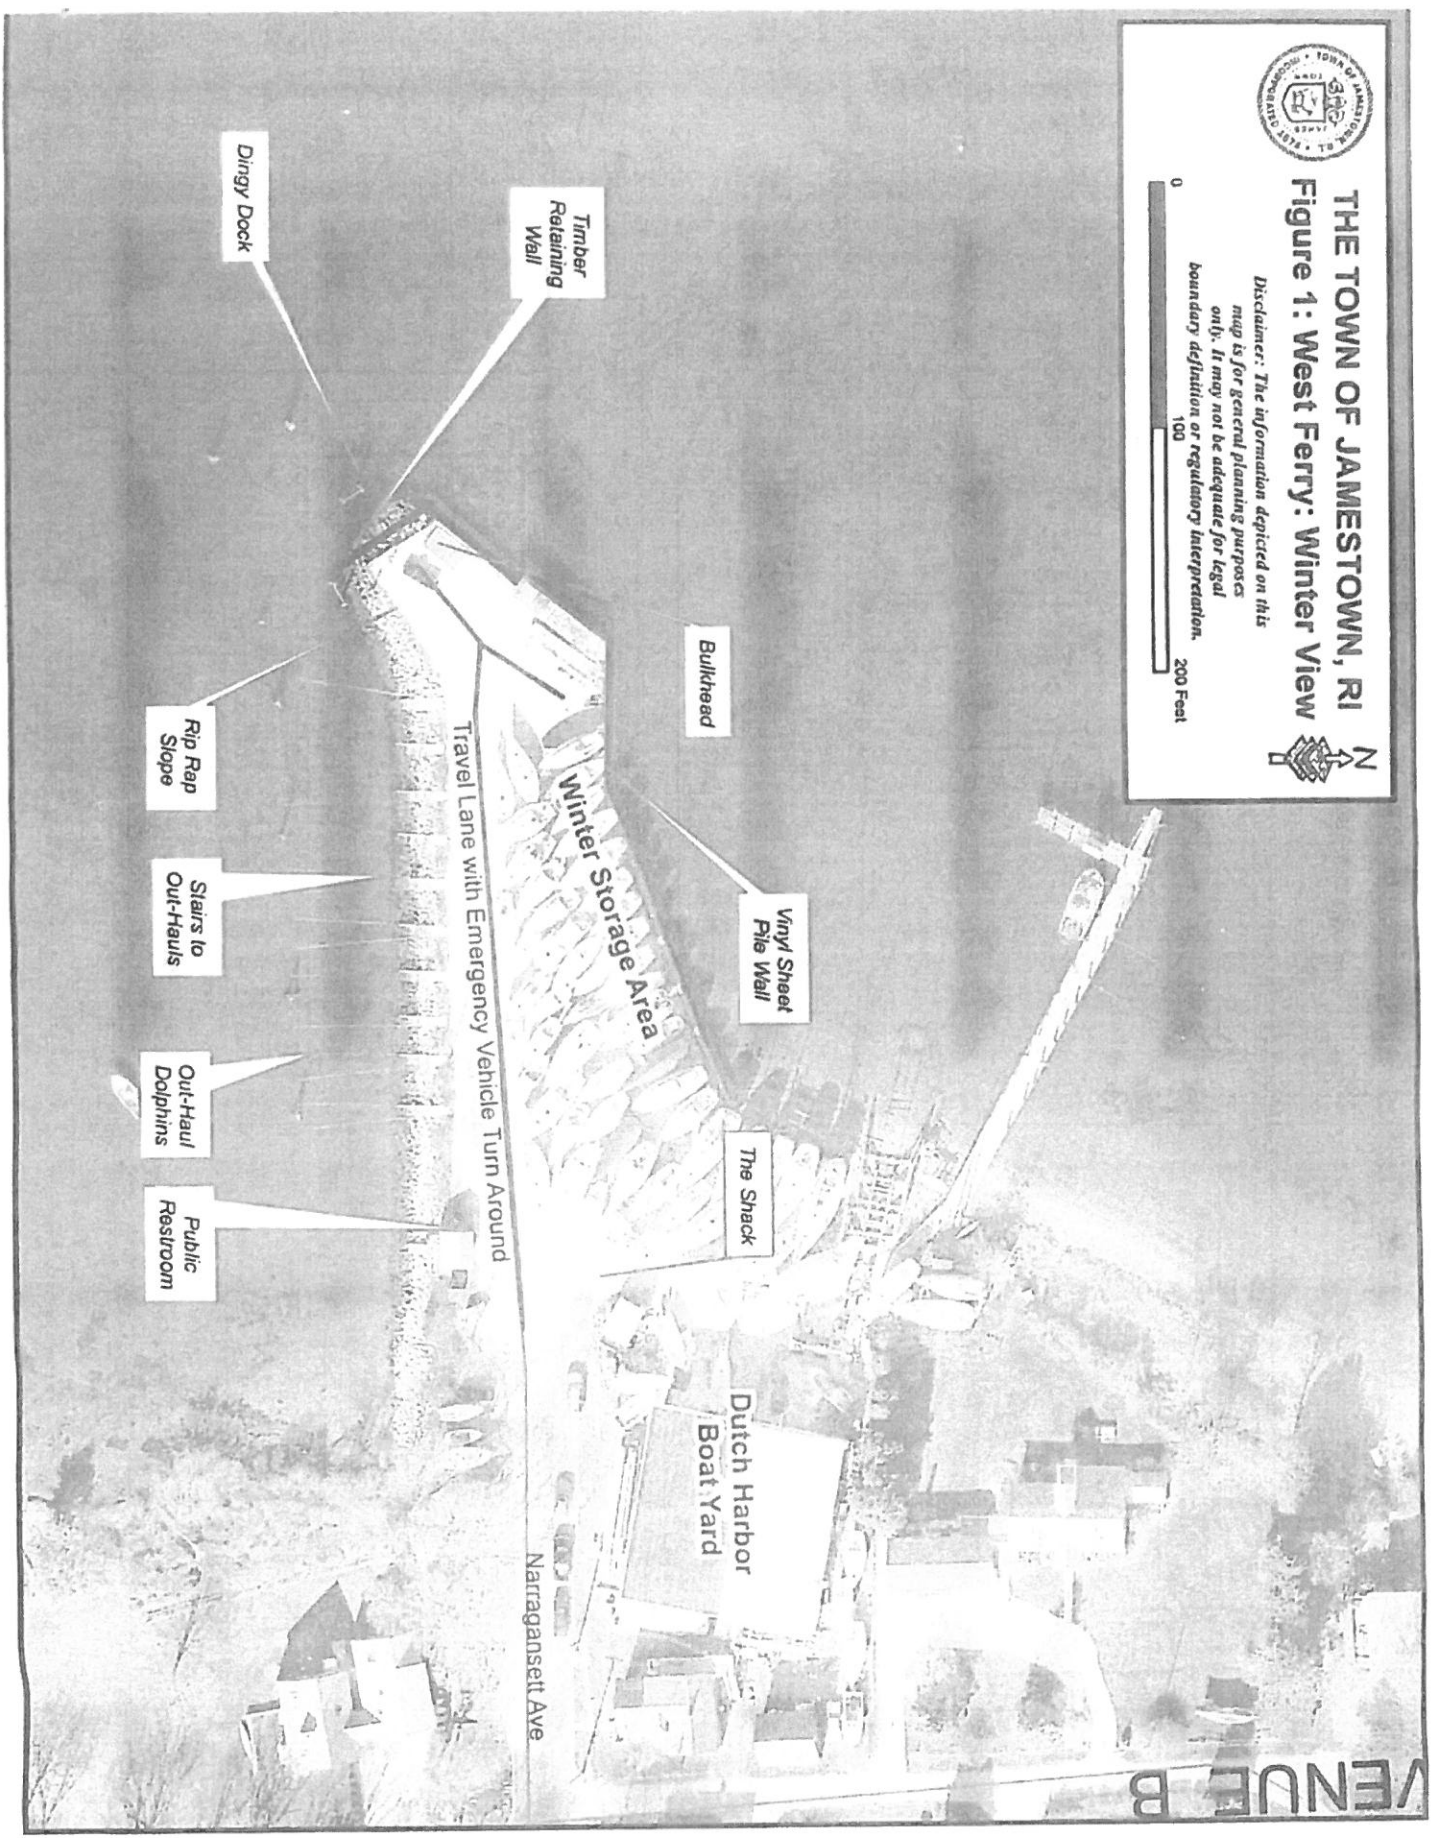 THE TOWN OF JAMESTOWN, RI
Figure 1: West Ferry: Winter View
N
Disclaimer: The information depicted on this
map is for general planning purposes
only. It may not be adequate for legal
boundary definition or regulatory interpretation.
0
100
200 Feet
Timber
Retaining
Wall
Dingy Dock
Bulkhead
Vinyl Sheet
Pile Wall
Winter Storage Area
Travel Lane with Emergency Vehicle Turn Around
Rip Rap
Slope
Stairs to
Out-Hauls
Out-Haul
Dolphins
Public
Restroom
The Shack
Dutch Harbor
Boat Yard
Narragansett Ave
VENUE B